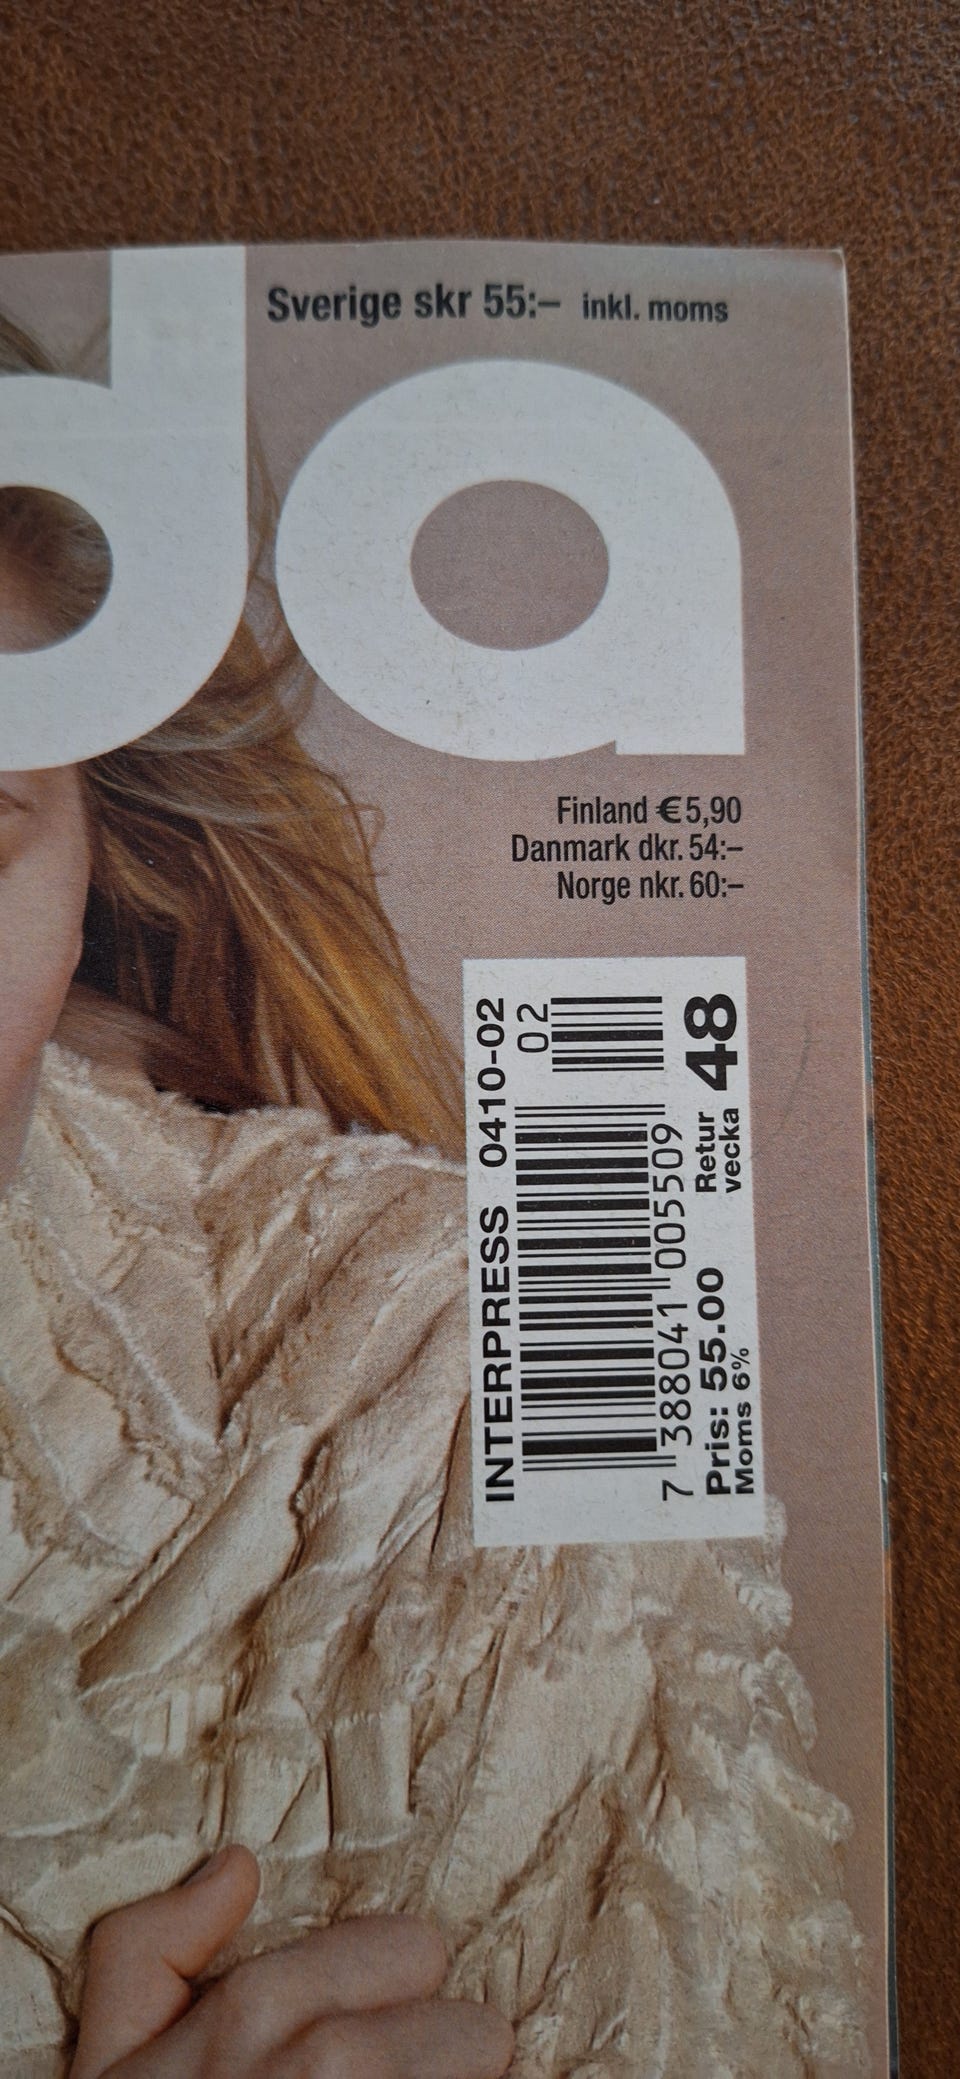 da
Sverige skr 55:– inkl. moms
Finland €5,90
Danmark dkr. 54:–
Norge nkr. 60:–
INTERPRESS 0410-02
02
7 388041 005509
Pris: 55.00 Retur 48
Moms 6% vecka